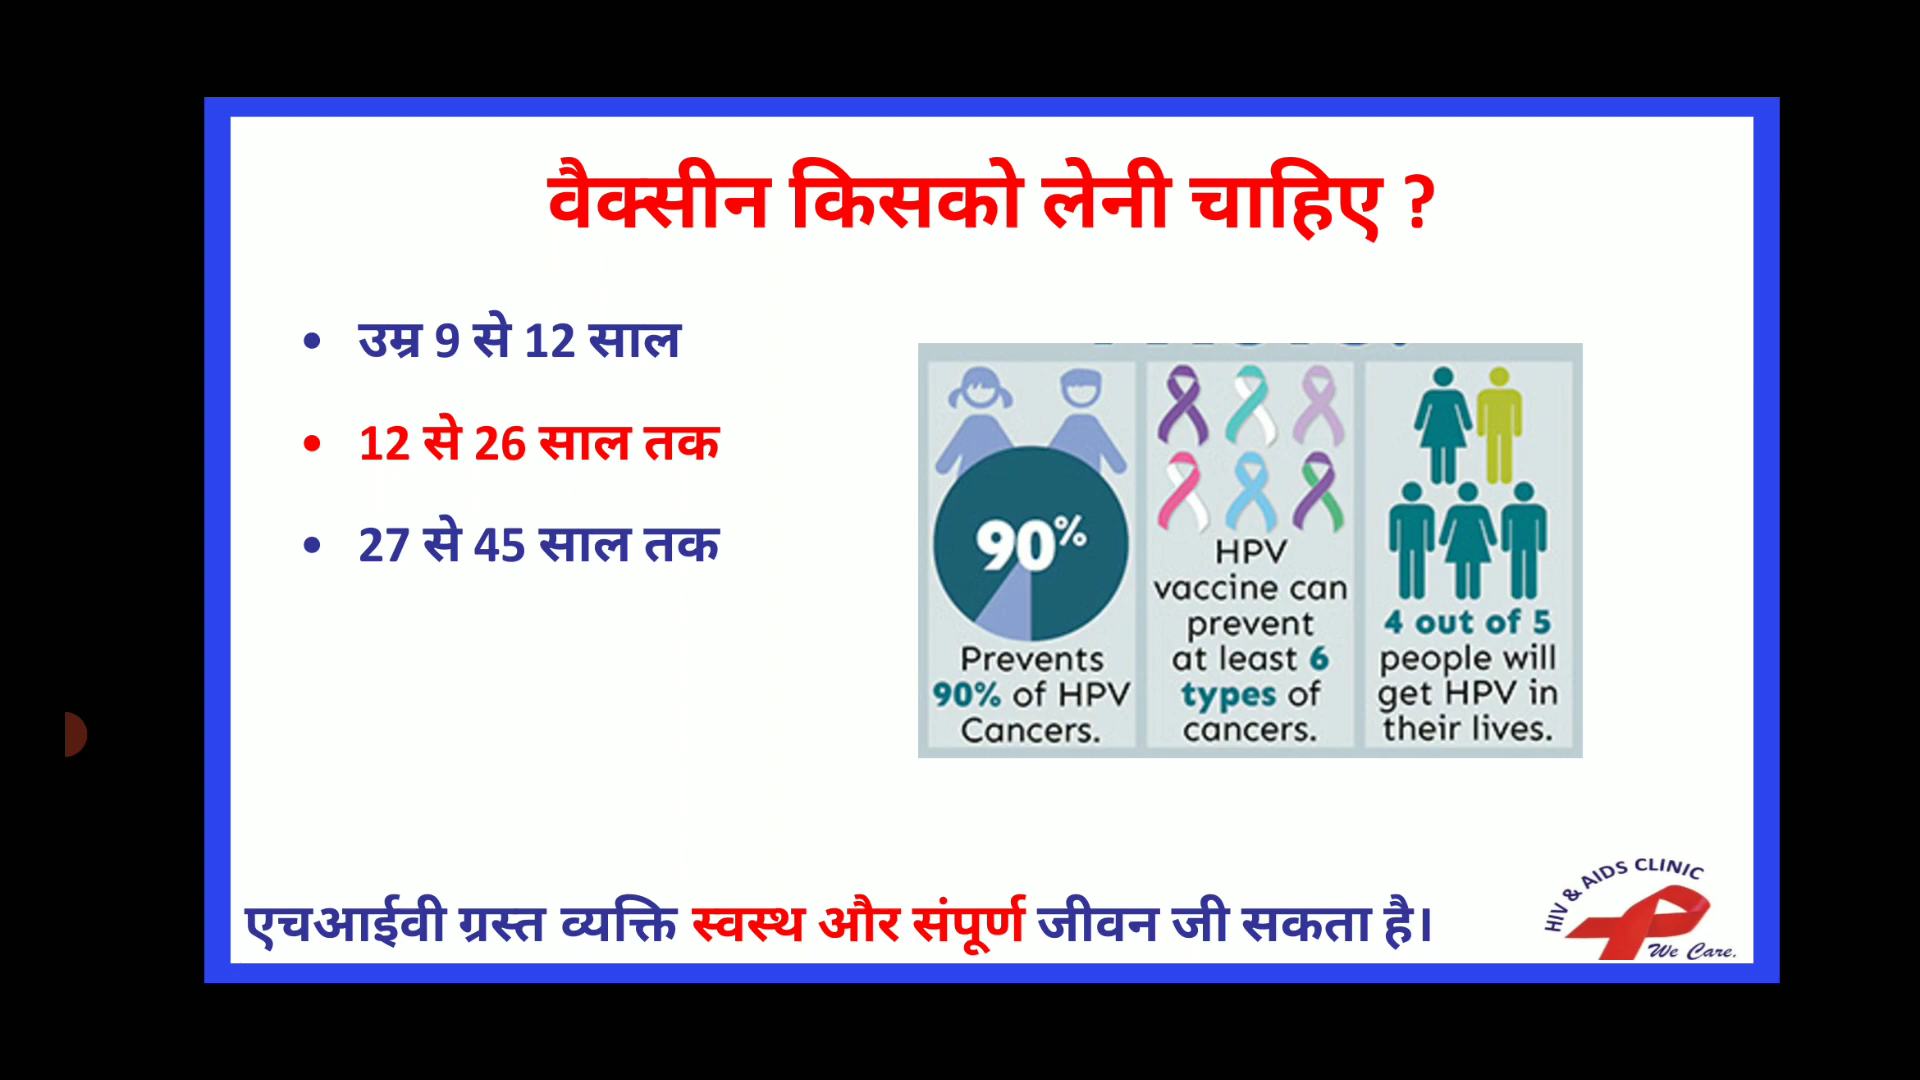 वैक्सीन किसको लेनी चाहिए ?
• उम्र 9 से 12 साल
• 12 से 26 साल तक
• 27 से 45 साल तक
90%
Prevents
90% of HPV
Cancers.
HPV
vaccine can
prevent
at least 6
types of
cancers.
4 out of 5
people will
get HPV in
their lives.
एचआईवी ग्रस्त व्यक्ति स्वस्थ और संपूर्ण जीवन जी सकता है।
HIV & AIDS CLINIC
We Care.